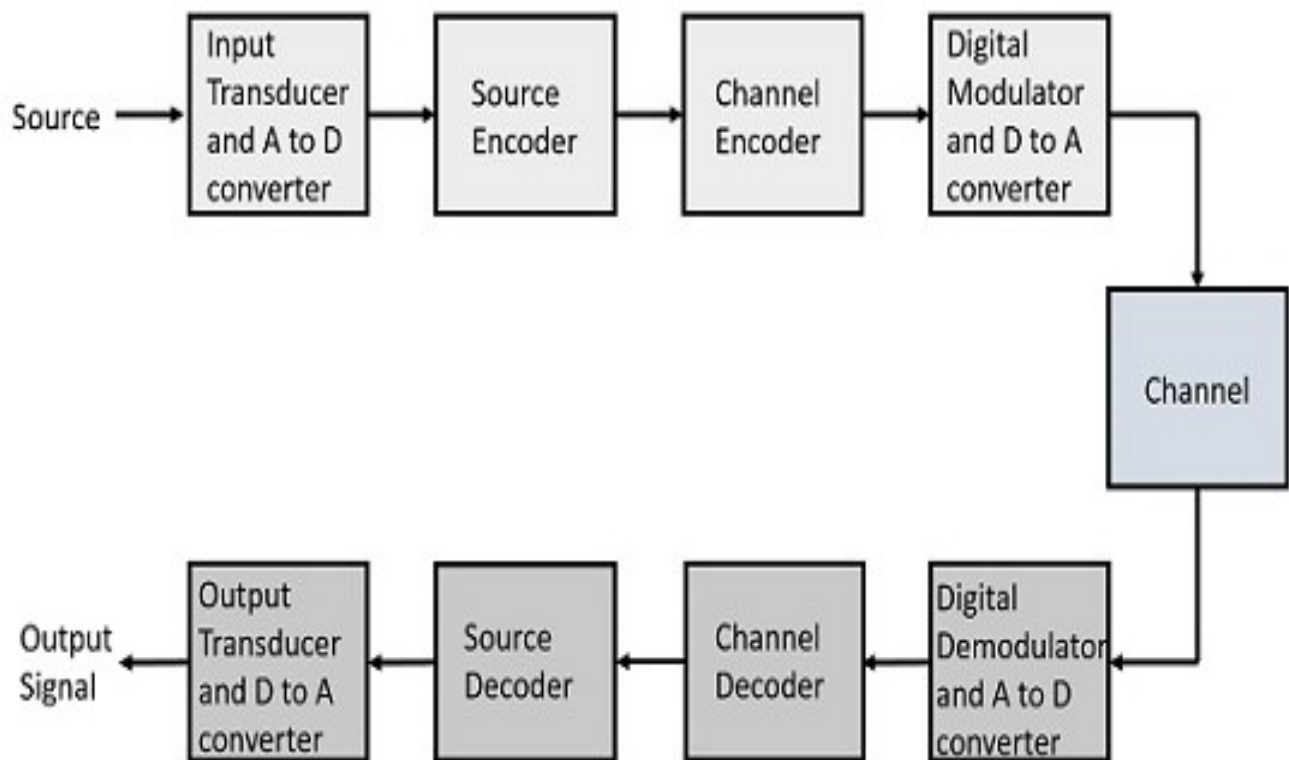 Source
Input
Transducer
and A to D
converter
Source
Encoder
Channel
Encoder
Digital
Modulator
and D to A
converter
Channel
Digital
Demodulator
and A to D
converter
Channel
Decoder
Source
Decoder
Output
Transducer
and D to A
converter
Output
Signal